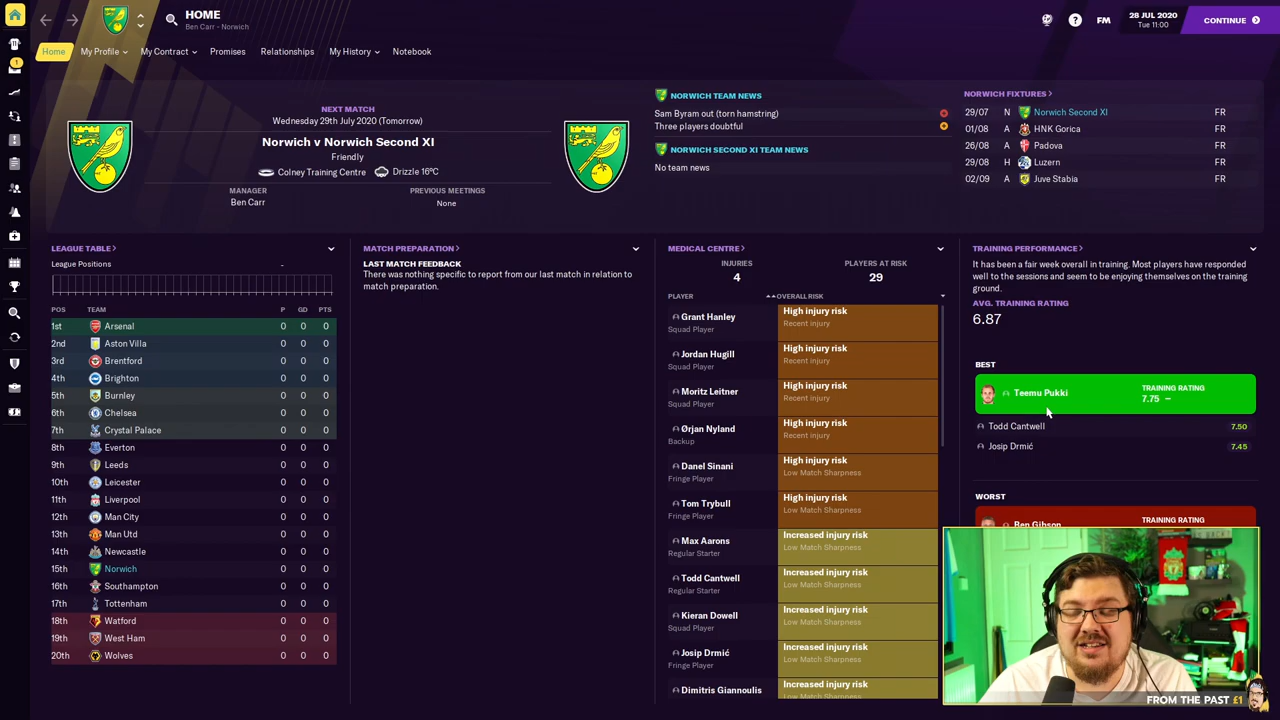 HOME
Ben Carr - Norwich
FM
28 JUL 2020
Tue 11:00
CONTINUE
1
Home
My Profile
My Contract
Promises
Relationships
My History
Notebook
NEXT MATCH
Wednesday 29th July 2020 (Tomorrow)
Norwich v Norwich Second XI
Friendly
Colney Training Centre
Drizzle 16ºC
MANAGER
Ben Carr
PREVIOUS MEETINGS
None
NORWICH TEAM NEWS
Sam Byram out (torn hamstring)
Three players doubtful
NORWICH SECOND XI TEAM NEWS
No team news
NORWICH FIXTURES
29/07 N Norwich Second XI FR
01/08 A HNK Gorica FR
26/08 A Padova FR
29/08 H Luzern FR
02/09 A Juve Stabia FR
LEAGUE TABLE
League Positions
-
POS TEAM P GD PTS
1st Arsenal 0 0 0
2nd Aston Villa 0 0 0
3rd Brentford 0 0 0
4th Brighton 0 0 0
5th Burnley 0 0 0
6th Chelsea 0 0 0
7th Crystal Palace 0 0 0
8th Everton 0 0 0
9th Leeds 0 0 0
10th Leicester 0 0 0
11th Liverpool 0 0 0
12th Man City 0 0 0
13th Man Utd 0 0 0
14th Newcastle 0 0 0
15th Norwich 0 0 0
16th Southampton 0 0 0
17th Tottenham 0 0 0
18th Watford 0 0 0
19th West Ham 0 0 0
20th Wolves 0 0 0
MATCH PREPARATION
LAST MATCH FEEDBACK
There was nothing specific to report from our last match in relation to
match preparation.
MEDICAL CENTRE
INJURIES
4
PLAYERS AT RISK
29
PLAYER OVERALL RISK
Grant Hanley High injury risk
Squad Player Recent injury
Jordan Hugill High injury risk
Squad Player Recent injury
Moritz Leitner High injury risk
Squad Player Recent injury
Ørjan Nyland High injury risk
Backup Recent injury
Danel Sinani High injury risk
Fringe Player Low Match Sharpness
Tom Trybull High injury risk
Fringe Player Low Match Sharpness
Max Aarons Increased injury risk
Regular Starter Low Match Sharpness
Todd Cantwell Increased injury risk
Regular Starter Low Match Sharpness
Kieran Dowell Increased injury risk
Squad Player Low Match Sharpness
Josip Drmić Increased injury risk
Fringe Player Low Match Sharpness
Dimitris Giannoulis Increased injury risk
Low Match Sharpness
TRAINING PERFORMANCE
It has been a fair week overall in training. Most players have responded
well to the sessions and seem to be enjoying themselves on the training
ground.
AVG. TRAINING RATING
6.87
BEST
Teemu Pukki
TRAINING RATING
7.75 –
Todd Cantwell 7.50
Josip Drmić 7.45
WORST
Ben Gibson
TRAINING RATING
FROM THE PAST £1